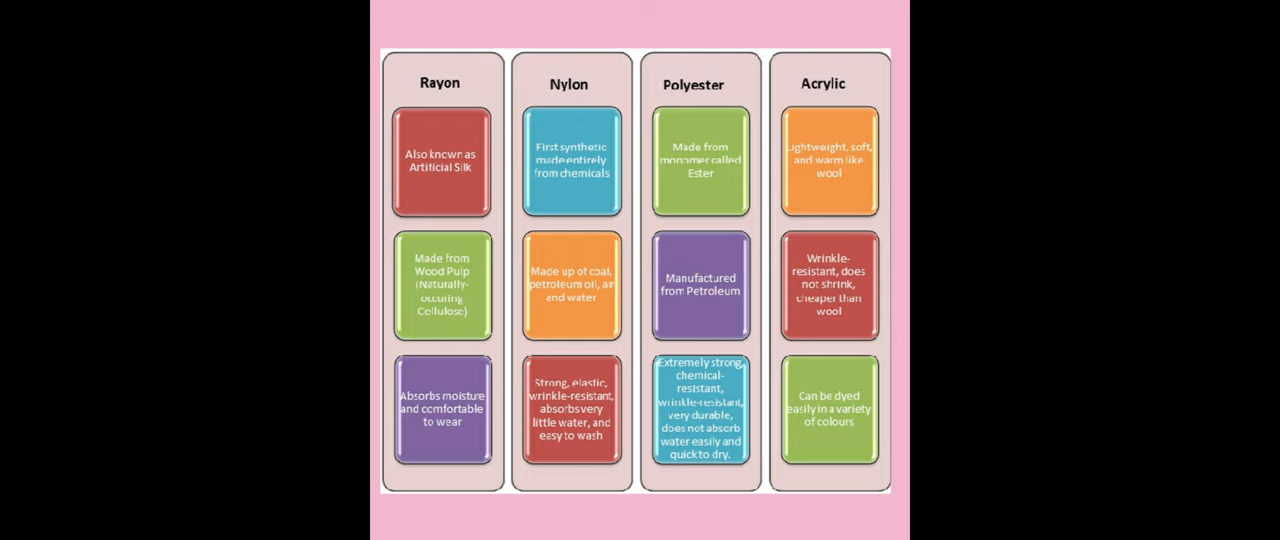 Rayon
Also known as
Artificial Silk
Made from
Wood Pulp
(Naturally-
occuring
Cellulose)
Absorbs moisture
and comfortable
to wear
Nylon
First synthetic
made entirely
from chemicals
Made up of coal,
petroleum oil, air
and water
Strong, elastic,
wrinkle-resistant,
absorbs very
little water, and
easy to wash
Polyester
Made from
monomer called
Ester
Manufactured
from Petroleum
Extremely strong,
chemical-
resistant,
wrinkle-resistant,
very durable,
does not absorb
water easily and
quick to dry.
Acrylic
Lightweight, soft,
and warm like
wool
Wrinkle-
resistant, does
not shrink,
cheaper than
wool
Can be dyed
easily in a variety
of colours